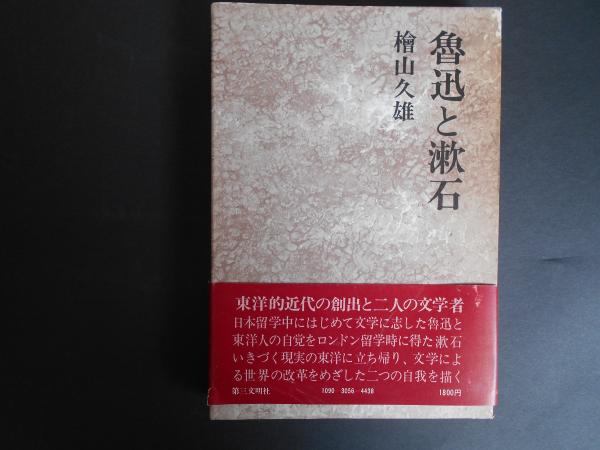 魯迅と漱石
檜山久雄
東洋的近代の創出と二人の文学者
日本留学中にはじめて文学に志した魯迅と
東洋人の自覚をロンドン留学時に得た漱石
いきづく現実の東洋に立ち帰り、文学によ
る世界の改革をめざした二つの自我を描く
第三文明社 1090-3056-4438 1800円